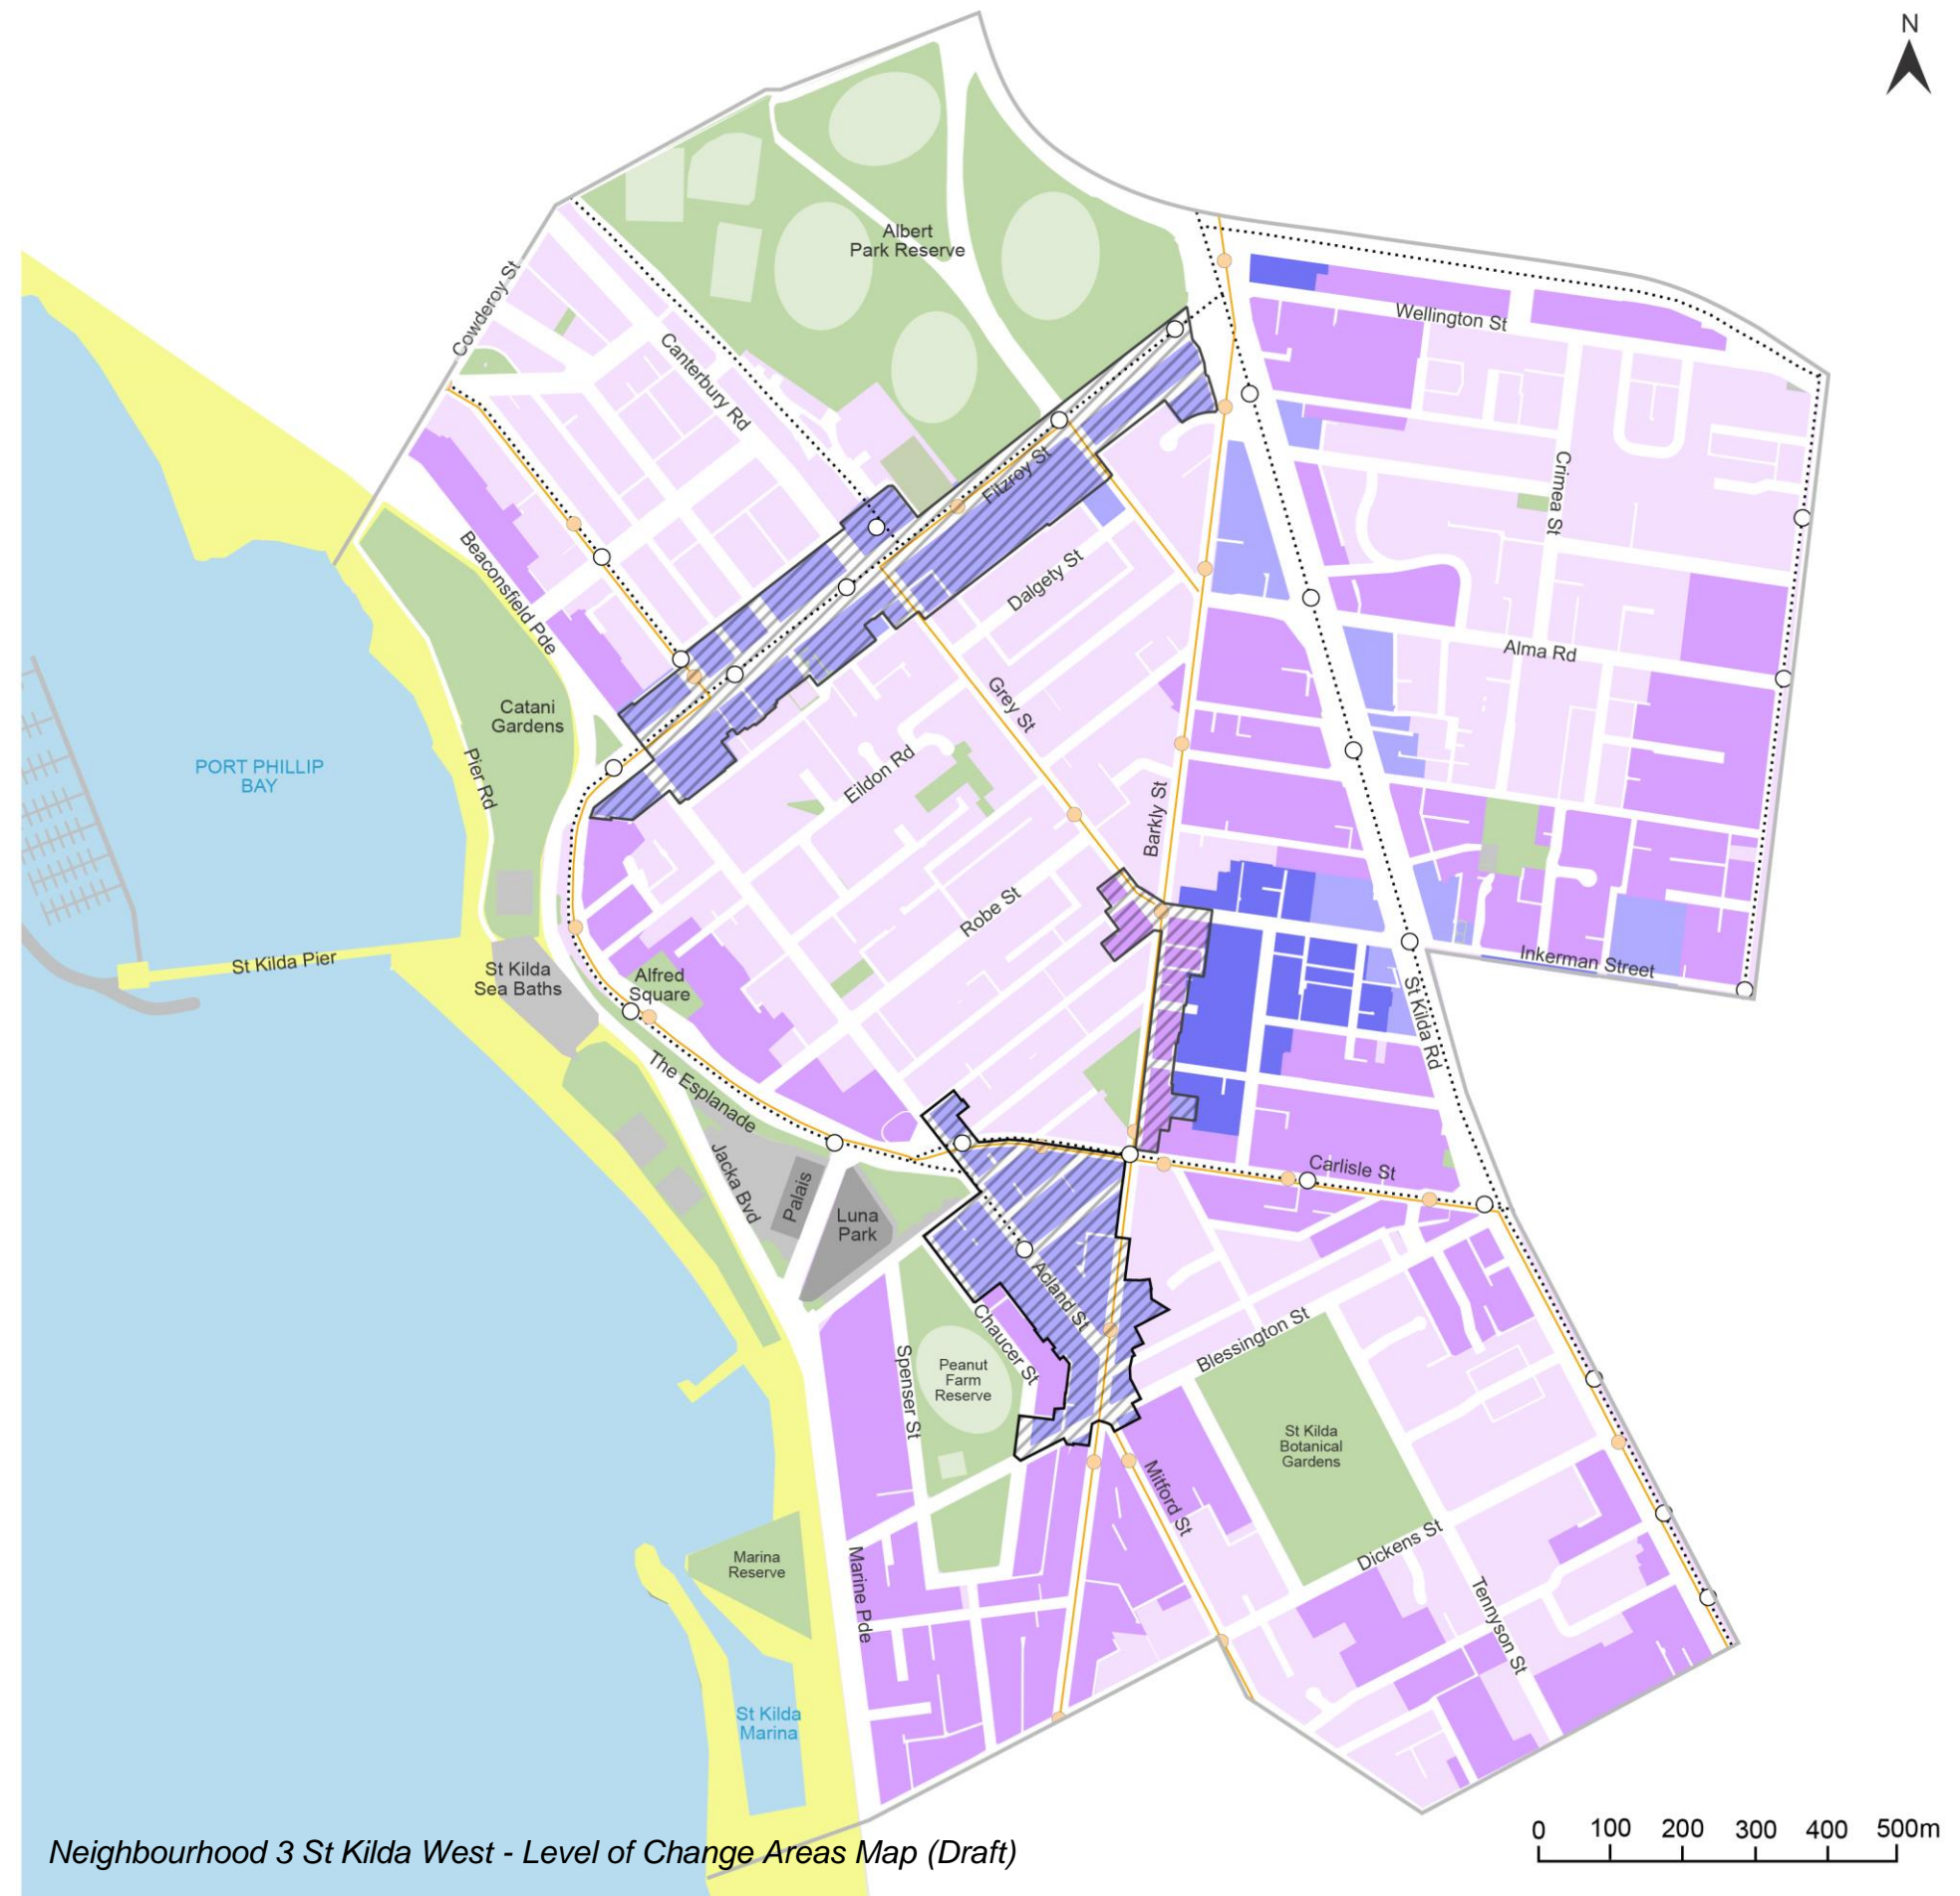 N
Albert
Park Reserve
Cowderoy St
Canterbury Rd
Wellington St
Crimea St
Fitzroy St
Beaconsfield Pde
Dalgety St
Alma Rd
Catani
Gardens
Grey St
PORT PHILLIP
BAY
Pier Rd
Eildon Rd
Barkly St
Robe St
Inkerman Street
St Kilda Pier
St Kilda
Sea Baths
Alfred
Square
St Kilda Rd
The Esplanade
Jacka Bvd
Palais
Luna
Park
Carlisle St
Acland St
Chaucer St
Spenser St
Peanut
Farm
Reserve
Blessington St
St Kilda
Botanical
Gardens
Mitford St
Dickens St
Marina
Reserve
Marine Pde
Tennyson St
St Kilda
Marina
0 100 200 300 400 500m
Neighbourhood 3 St Kilda West - Level of Change Areas Map (Draft)